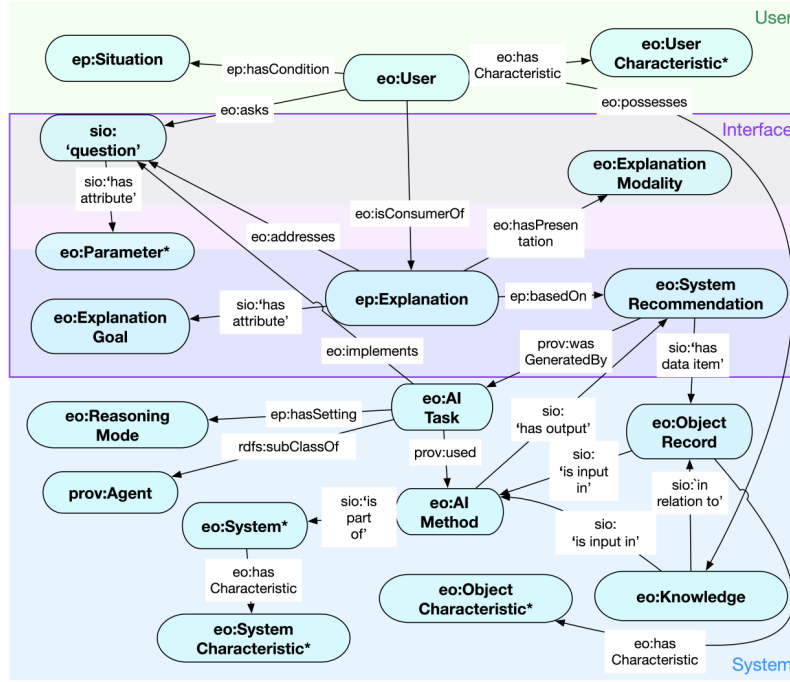 User
ep:Situation
ep:hasCondition
eo:User
eo:has
Characteristic
eo:User
Characteristic*
eo:asks
eo:possesses
Interface
sio:
‘question’
sio:‘has
attribute’
eo:Explanation
Modality
eo:isConsumerOf
eo:hasPresen
tation
eo:addresses
eo:Parameter*
ep:Explanation
ep:basedOn
eo:System
Recommendation
sio:‘has
attribute’
eo:Explanation
Goal
eo:implements
prov:was
GeneratedBy
sio:‘has
data item’
eo:AI
Task
eo:Reasoning
Mode
ep:hasSetting
sio:
‘has output’
eo:Object
Record
rdfs:subClassOf
prov:used
sio:
‘is input
in’
prov:Agent
sio:‘is
part
of’
eo:AI
Method
sio:`in
relation to’
eo:System*
sio:
‘is input in’
eo:has
Characteristic
eo:Object
Characteristic*
eo:Knowledge
eo:System
Characteristic*
eo:has
Characteristic
System